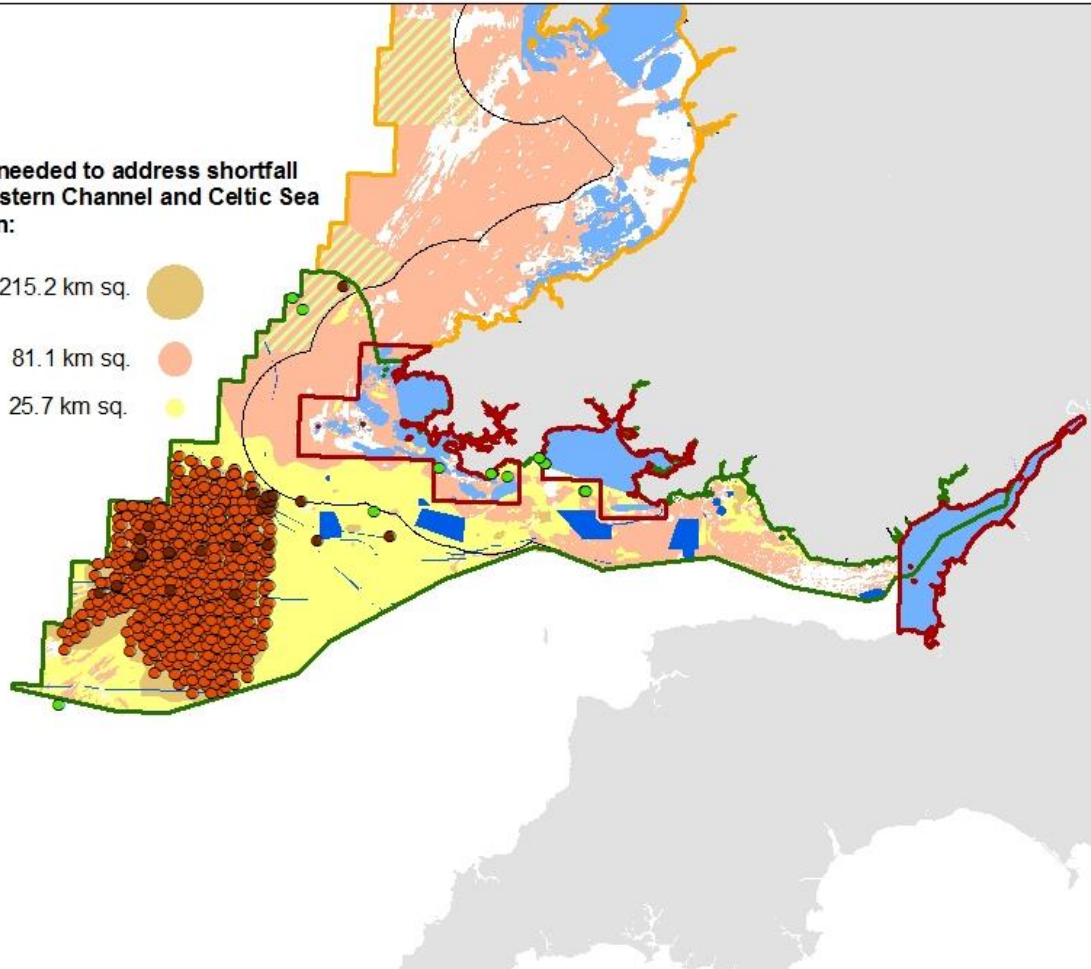 needed to address shortfall
stern Channel and Celtic Sea
n:
215.2 km sq.
81.1 km sq.
25.7 km sq.